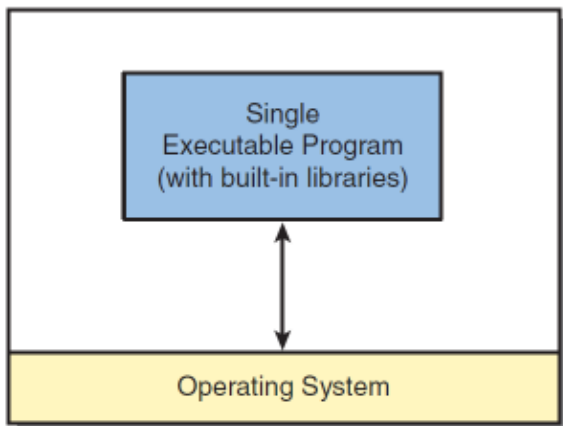 Single
Executable Program
(with built-in libraries)
Operating System